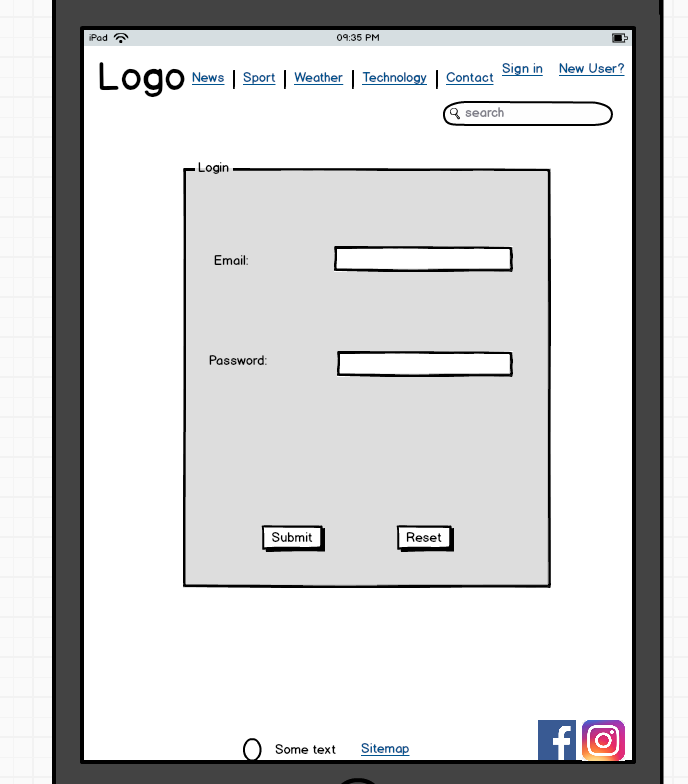 iPad 09:35 PM
Logo News Sport Weather Technology Contact Sign in New User?
search
Login
Email:
Password:
Submit Reset
Some text Sitemap